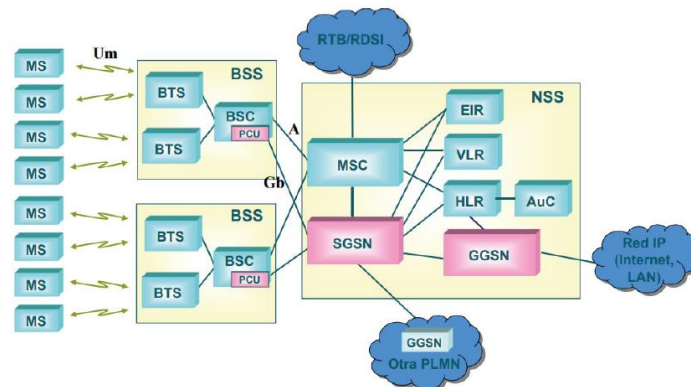 RTB/RDSI
MS
MS
MS
MS
MS
MS
MS
MS
Um
BSS
BTS
BTS
BSC
PCU
A
Gb
BSS
BTS
BTS
BSC
PCU
NSS
MSC
EIR
VLR
HLR
AuC
SGSN
GGSN
Red IP
(Internet,
LAN)
GGSN
Otra PLMN